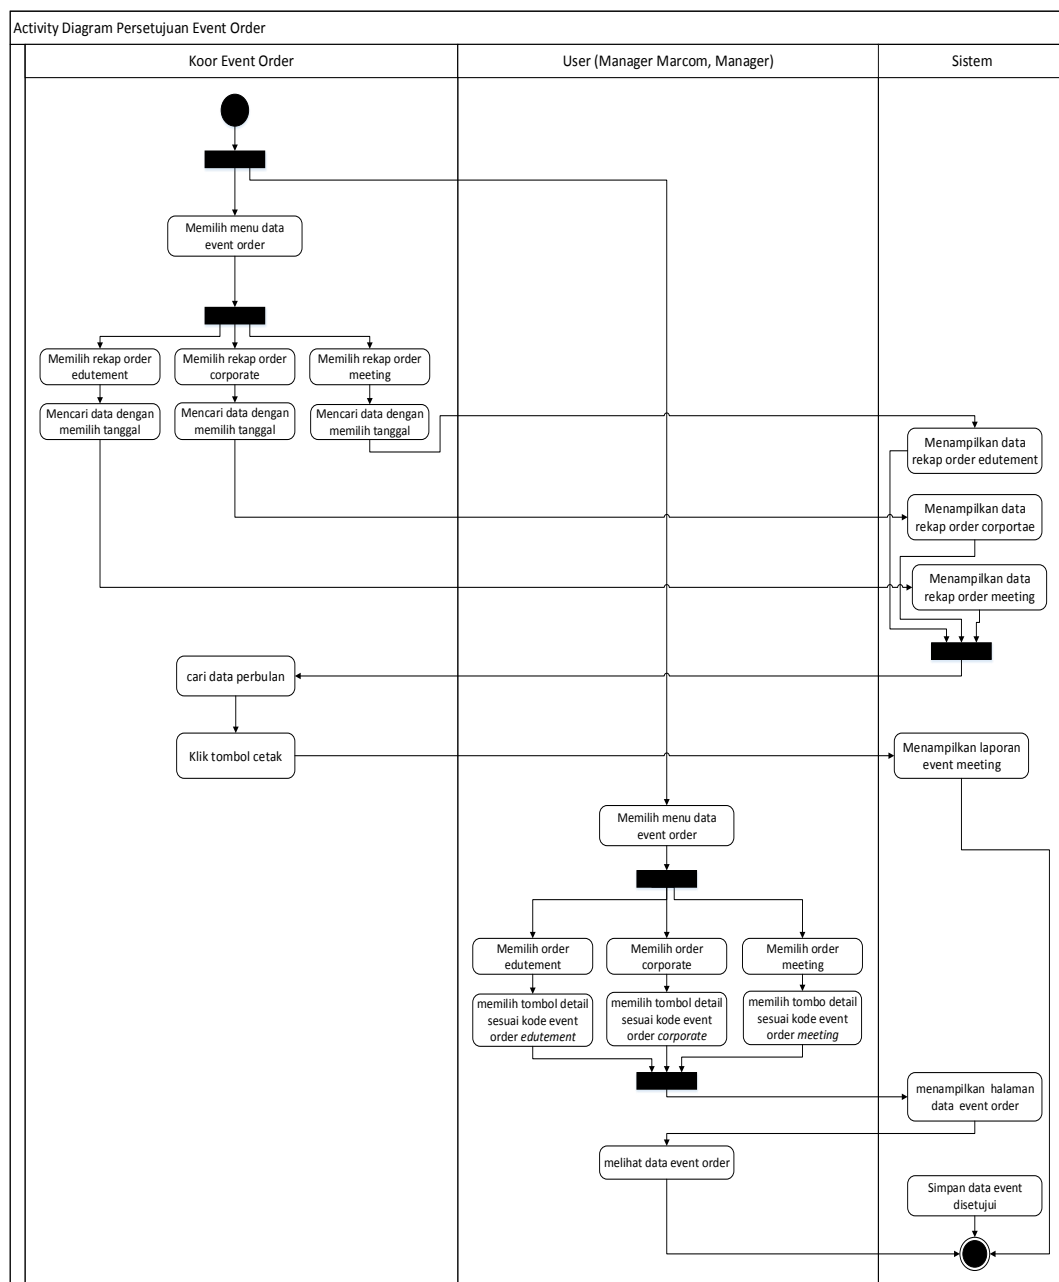 Activity Diagram Persetujuan Event Order
Koor Event Order
User (Manager Marcom, Manager)
Sistem
Memilih menu data
event order
Memilih rekap order
edutement
Memilih rekap order
corporate
Memilih rekap order
meeting
Mencari data dengan
memilih tanggal
Mencari data dengan
memilih tanggal
Mencari data dengan
memilih tanggal
Menampilkan data
rekap order edutement
Menampilkan data
rekap order corportae
Menampilkan data
rekap order meeting
cari data perbulan
Klik tombol cetak
Menampilkan laporan
event meeting
Memilih menu data
event order
Memilih order
edutement
Memilih order
corporate
Memilih order
meeting
memilih tombol detail
sesuai kode event
order edutement
memilih tombol detail
sesuai kode event
order corporate
memilih tombo detail
sesuai kode event
order meeting
menampilkan halaman
data event order
melihat data event order
Simpan data event
disetujui